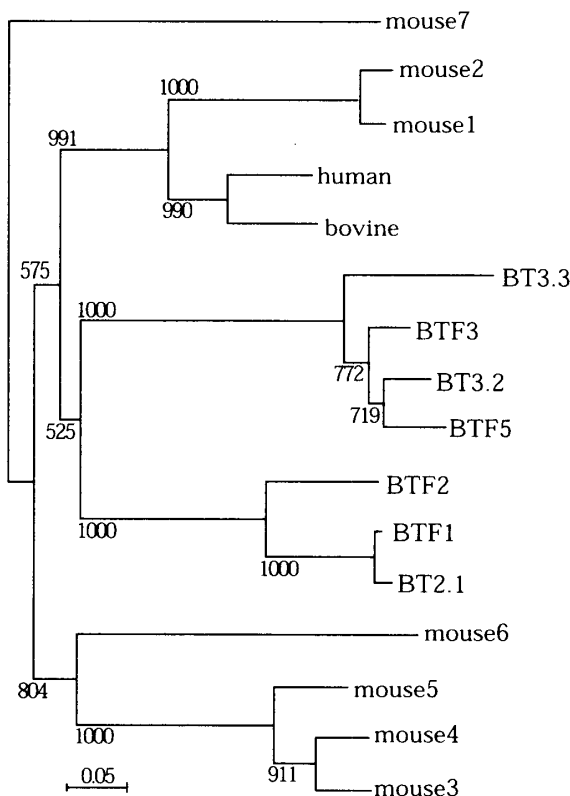 mouse7
mouse2
1000
mouse1
991
human
990
bovine
575
BT3.3
1000
BTF3
772
BT3.2
719
BTF5
525
BTF2
1000
BTF1
1000
BT2.1
mouse6
804
mouse5
1000
mouse4
911
0.05
mouse3